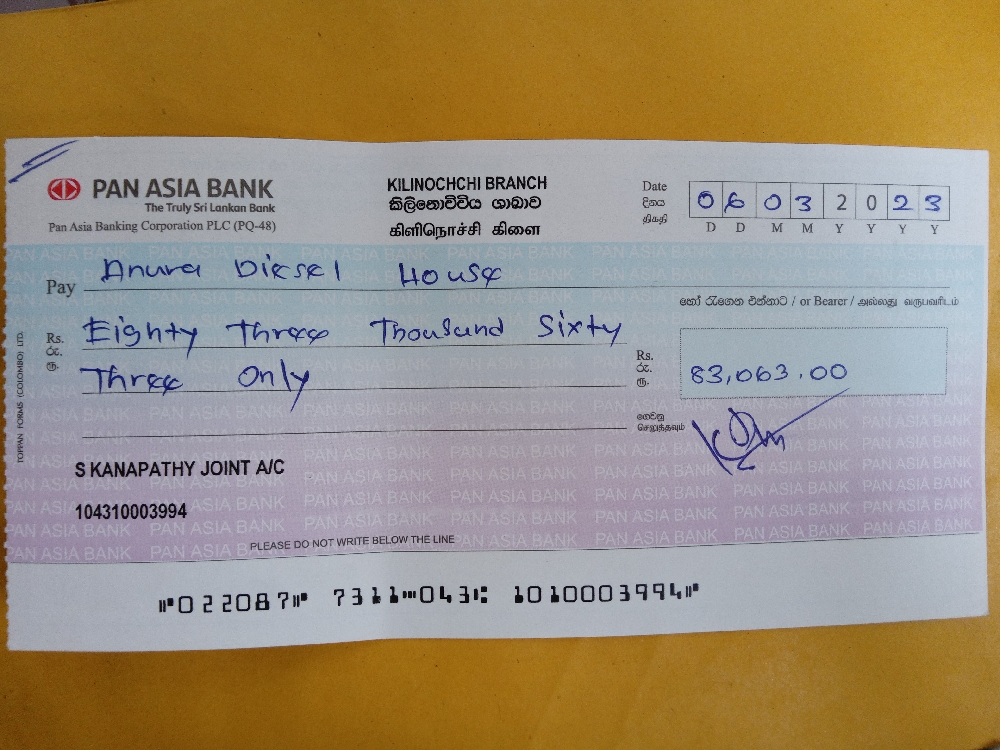 PAN ASIA BANK
The Truly Sri Lankan Bank
Pan Asia Banking Corporation PLC (PQ-48)
KILINOCHCHI BRANCH
කිලිනොච්චිය ශාඛාව
கிளிநொச்சி கிளை
Date
දිනය
திகதி
0 6 0 3 2 0 2 3
D D M M Y Y Y Y
Pay Anura Diesel House
හෝ රැගෙන එන්නාට / or Bearer / அல்லது வருபவரிடம்
Rs.
රු.
ரூ.
Eighty Three Thousand Sixty
Three Only
Rs.
රු.
ரூ.
83,063.00
ගෙවනු
செலுத்தவும்
TOPPAN FORMS (COLOMBO) LTD.
S KANAPATHY JOINT A/C
104310003994
PLEASE DO NOT WRITE BELOW THE LINE
⑈022087⑈ 7311⑉043⑆ 1010003994⑈